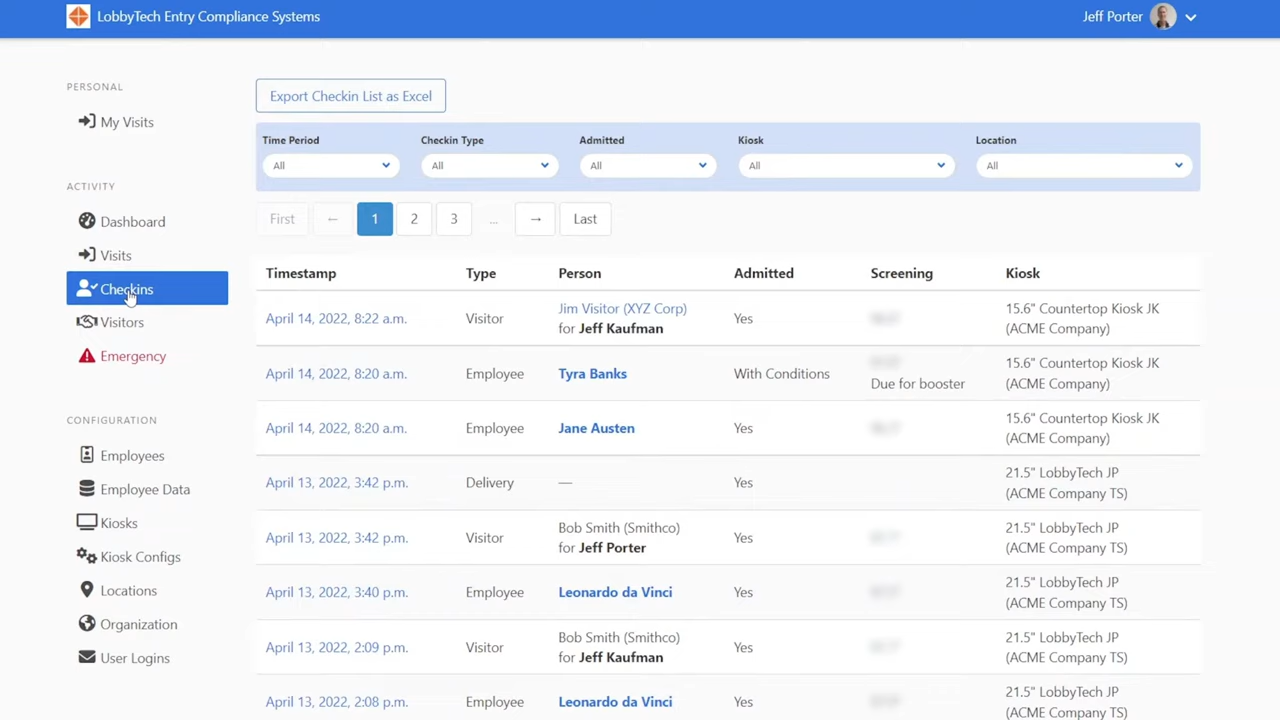 LobbyTech Entry Compliance Systems
Jeff Porter
PERSONAL
My Visits
ACTIVITY
Dashboard
Visits
Checkins
Visitors
Emergency
CONFIGURATION
Employees
Employee Data
Kiosks
Kiosk Configs
Locations
Organization
User Logins
Export Checkin List as Excel
Time Period Checkin Type Admitted Kiosk Location
All All All All All
First ← 1 2 3 ... → Last
Timestamp Type Person Admitted Screening Kiosk
April 14, 2022, 8:22 a.m. Visitor Jim Visitor (XYZ Corp) Yes 15.6" Countertop Kiosk JK
for Jeff Kaufman (ACME Company)
April 14, 2022, 8:20 a.m. Employee Tyra Banks With Conditions 15.6" Countertop Kiosk JK
Due for booster (ACME Company)
April 14, 2022, 8:20 a.m. Employee Jane Austen Yes 15.6" Countertop Kiosk JK
(ACME Company)
April 13, 2022, 3:42 p.m. Delivery — Yes 21.5" LobbyTech JP
(ACME Company TS)
April 13, 2022, 3:42 p.m. Visitor Bob Smith (Smithco) Yes 21.5" LobbyTech JP
for Jeff Porter (ACME Company TS)
April 13, 2022, 3:40 p.m. Employee Leonardo da Vinci Yes 21.5" LobbyTech JP
(ACME Company TS)
April 13, 2022, 2:09 p.m. Visitor Bob Smith (Smithco) Yes 21.5" LobbyTech JP
for Jeff Kaufman (ACME Company TS)
April 13, 2022, 2:08 p.m. Employee Leonardo da Vinci Yes 21.5" LobbyTech JP
(ACME Company TS)